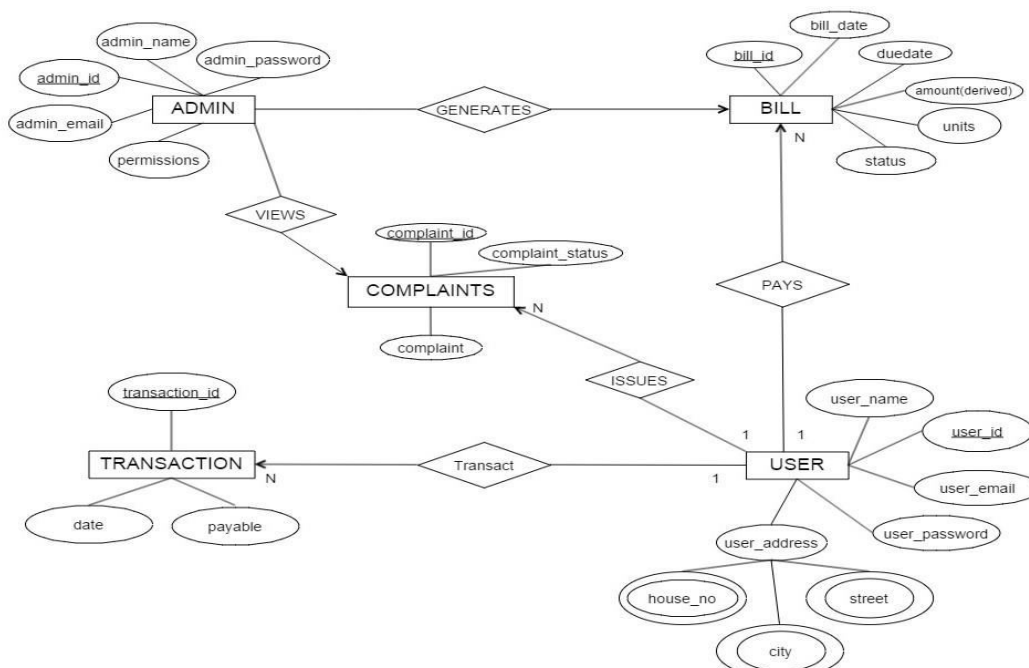 admin_name
bill_date
admin_password
bill_id
duedate
admin_id
amount(derived)
ADMIN
GENERATES
BILL
admin_email
units
N
permissions
status
VIEWS
complaint_id
complaint_status
COMPLAINTS
PAYS
N
complaint
ISSUES
transaction_id
user_name
user_id
1
1
TRANSACTION
Transact
USER
N
1
user_email
date
payable
user_password
user_address
house_no
street
city